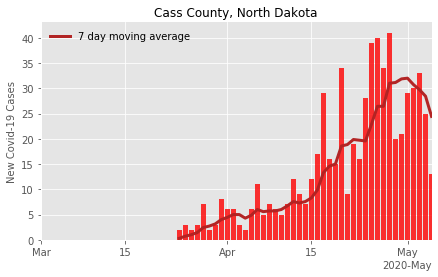 Cass County, North Dakota
7 day moving average
New Covid-19 Cases
40
35
30
25
20
15
10
5
0
Mar
15
Apr
15
May
2020-May